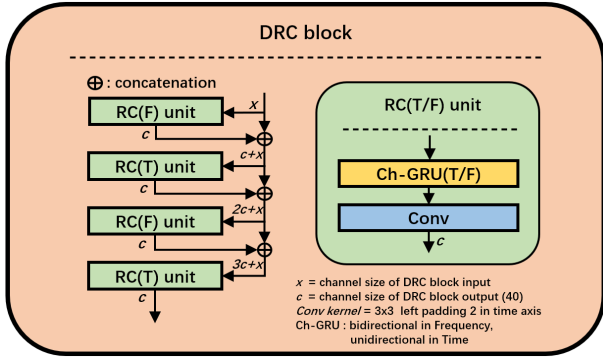 DRC block
⊕ : concatenation
x
RC(F) unit
c
c+x
RC(T) unit
c
2c+x
RC(F) unit
c
3c+x
RC(T) unit
c
RC(T/F) unit
Ch-GRU(T/F)
Conv
c
x = channel size of DRC block input
c = channel size of DRC block output (40)
Conv kernel = 3x3 left padding 2 in time axis
Ch-GRU : bidirectional in Frequency,
unidirectional in Time